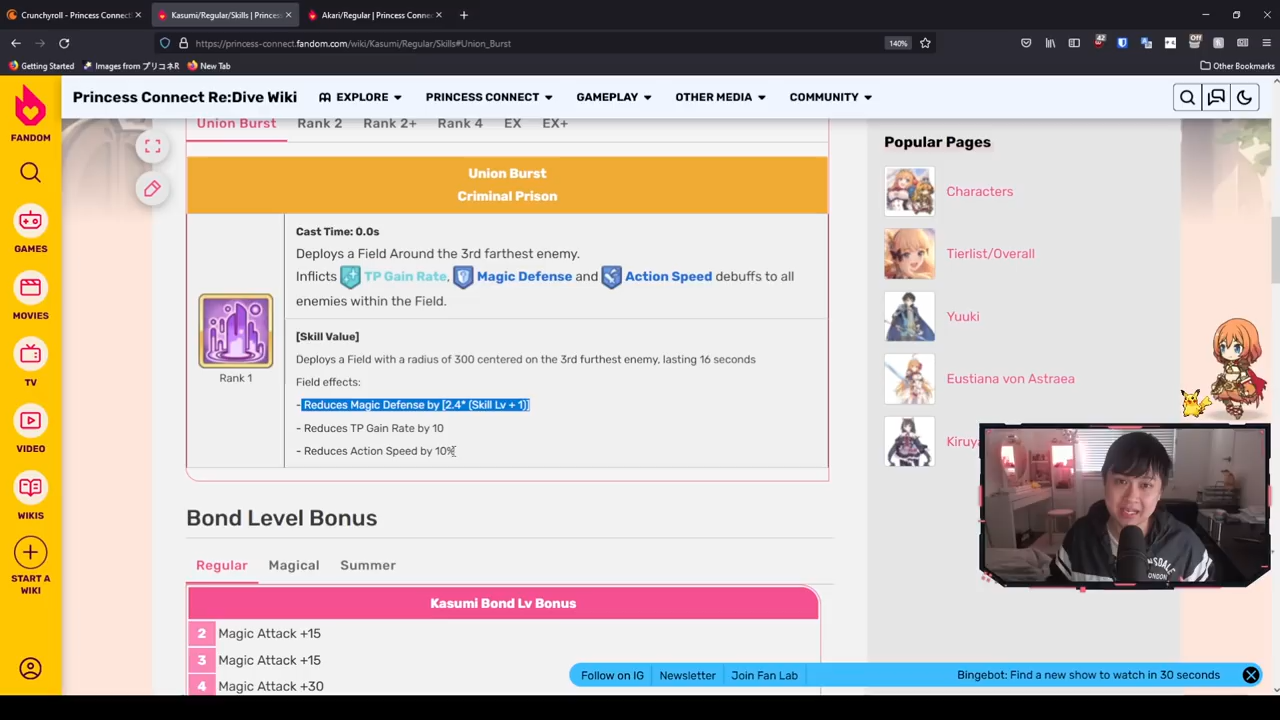 Crunchyroll - Princess Connect!
Kasumi/Regular/Skills | Princess
Akari/Regular | Princess Conne
https://princess-connect.fandom.com/wiki/Kasumi/Regular/Skills#Union_Burst
140%
42
Off
Getting Started
Images from プリコネR
New Tab
Other Bookmarks
FANDOM
GAMES
MOVIES
TV
VIDEO
WIKIS
START A
WIKI
Princess Connect Re:Dive Wiki
EXPLORE
PRINCESS CONNECT
GAMEPLAY
OTHER MEDIA
COMMUNITY
Union Burst
Rank 2
Rank 2+
Rank 4
EX
EX+
Union Burst
Criminal Prison
Rank 1
Cast Time: 0.0s
Deploys a Field Around the 3rd farthest enemy.
Inflicts TP Gain Rate, Magic Defense and Action Speed debuffs to all
enemies within the Field.
[Skill Value]
Deploys a Field with a radius of 300 centered on the 3rd furthest enemy, lasting 16 seconds
Field effects:
- Reduces Magic Defense by [2.4* (Skill Lv + 1)]
- Reduces TP Gain Rate by 10
- Reduces Action Speed by 10%
Bond Level Bonus
Regular
Magical
Summer
Kasumi Bond Lv Bonus
2 Magic Attack +15
3 Magic Attack +15
4 Magic Attack +30
Popular Pages
Characters
Tierlist/Overall
Yuuki
Eustiana von Astraea
LONDON
Follow on IG
Newsletter
Join Fan Lab
Bingebot: Find a new show to watch in 30 seconds